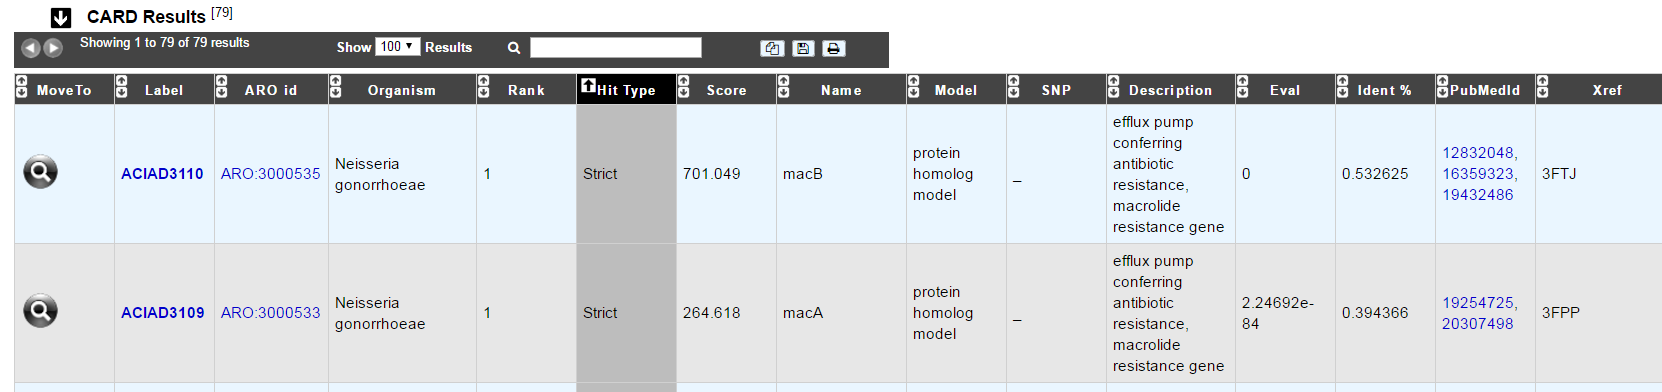 CARD Results [79]
Showing 1 to 79 of 79 results
Show 100 Results
MoveTo Label ARO id Organism Rank Hit Type Score Name Model SNP Description Eval Ident % PubMedId Xref
ACIAD3110 ARO:3000535
Neisseria
gonorrhoeae
1 Strict 701.049 macB
protein
homolog
model
_
efflux pump
conferring
antibiotic
resistance,
macrolide
resistance gene
0 0.532625
12832048,
16359323,
19432486
3FTJ
ACIAD3109 ARO:3000533
Neisseria
gonorrhoeae
1 Strict 264.618 macA
protein
homolog
model
_
efflux pump
conferring
antibiotic
resistance,
macrolide
resistance gene
2.24692e-
84
0.394366
19254725,
20307498
3FPP